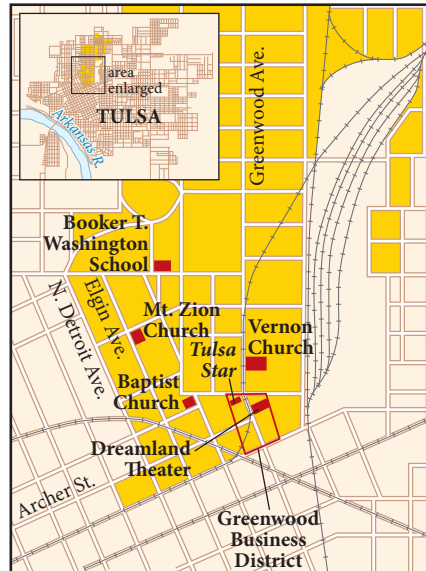 area
enlarged
TULSA
Arkansas R.
Greenwood Ave.
Booker T.
Washington
School
Elgin Ave.
N. Detroit Ave.
Mt. Zion
Church
Vernon
Church
Tulsa
Star
Baptist
Church
Dreamland
Theater
Archer St.
Greenwood
Business
District